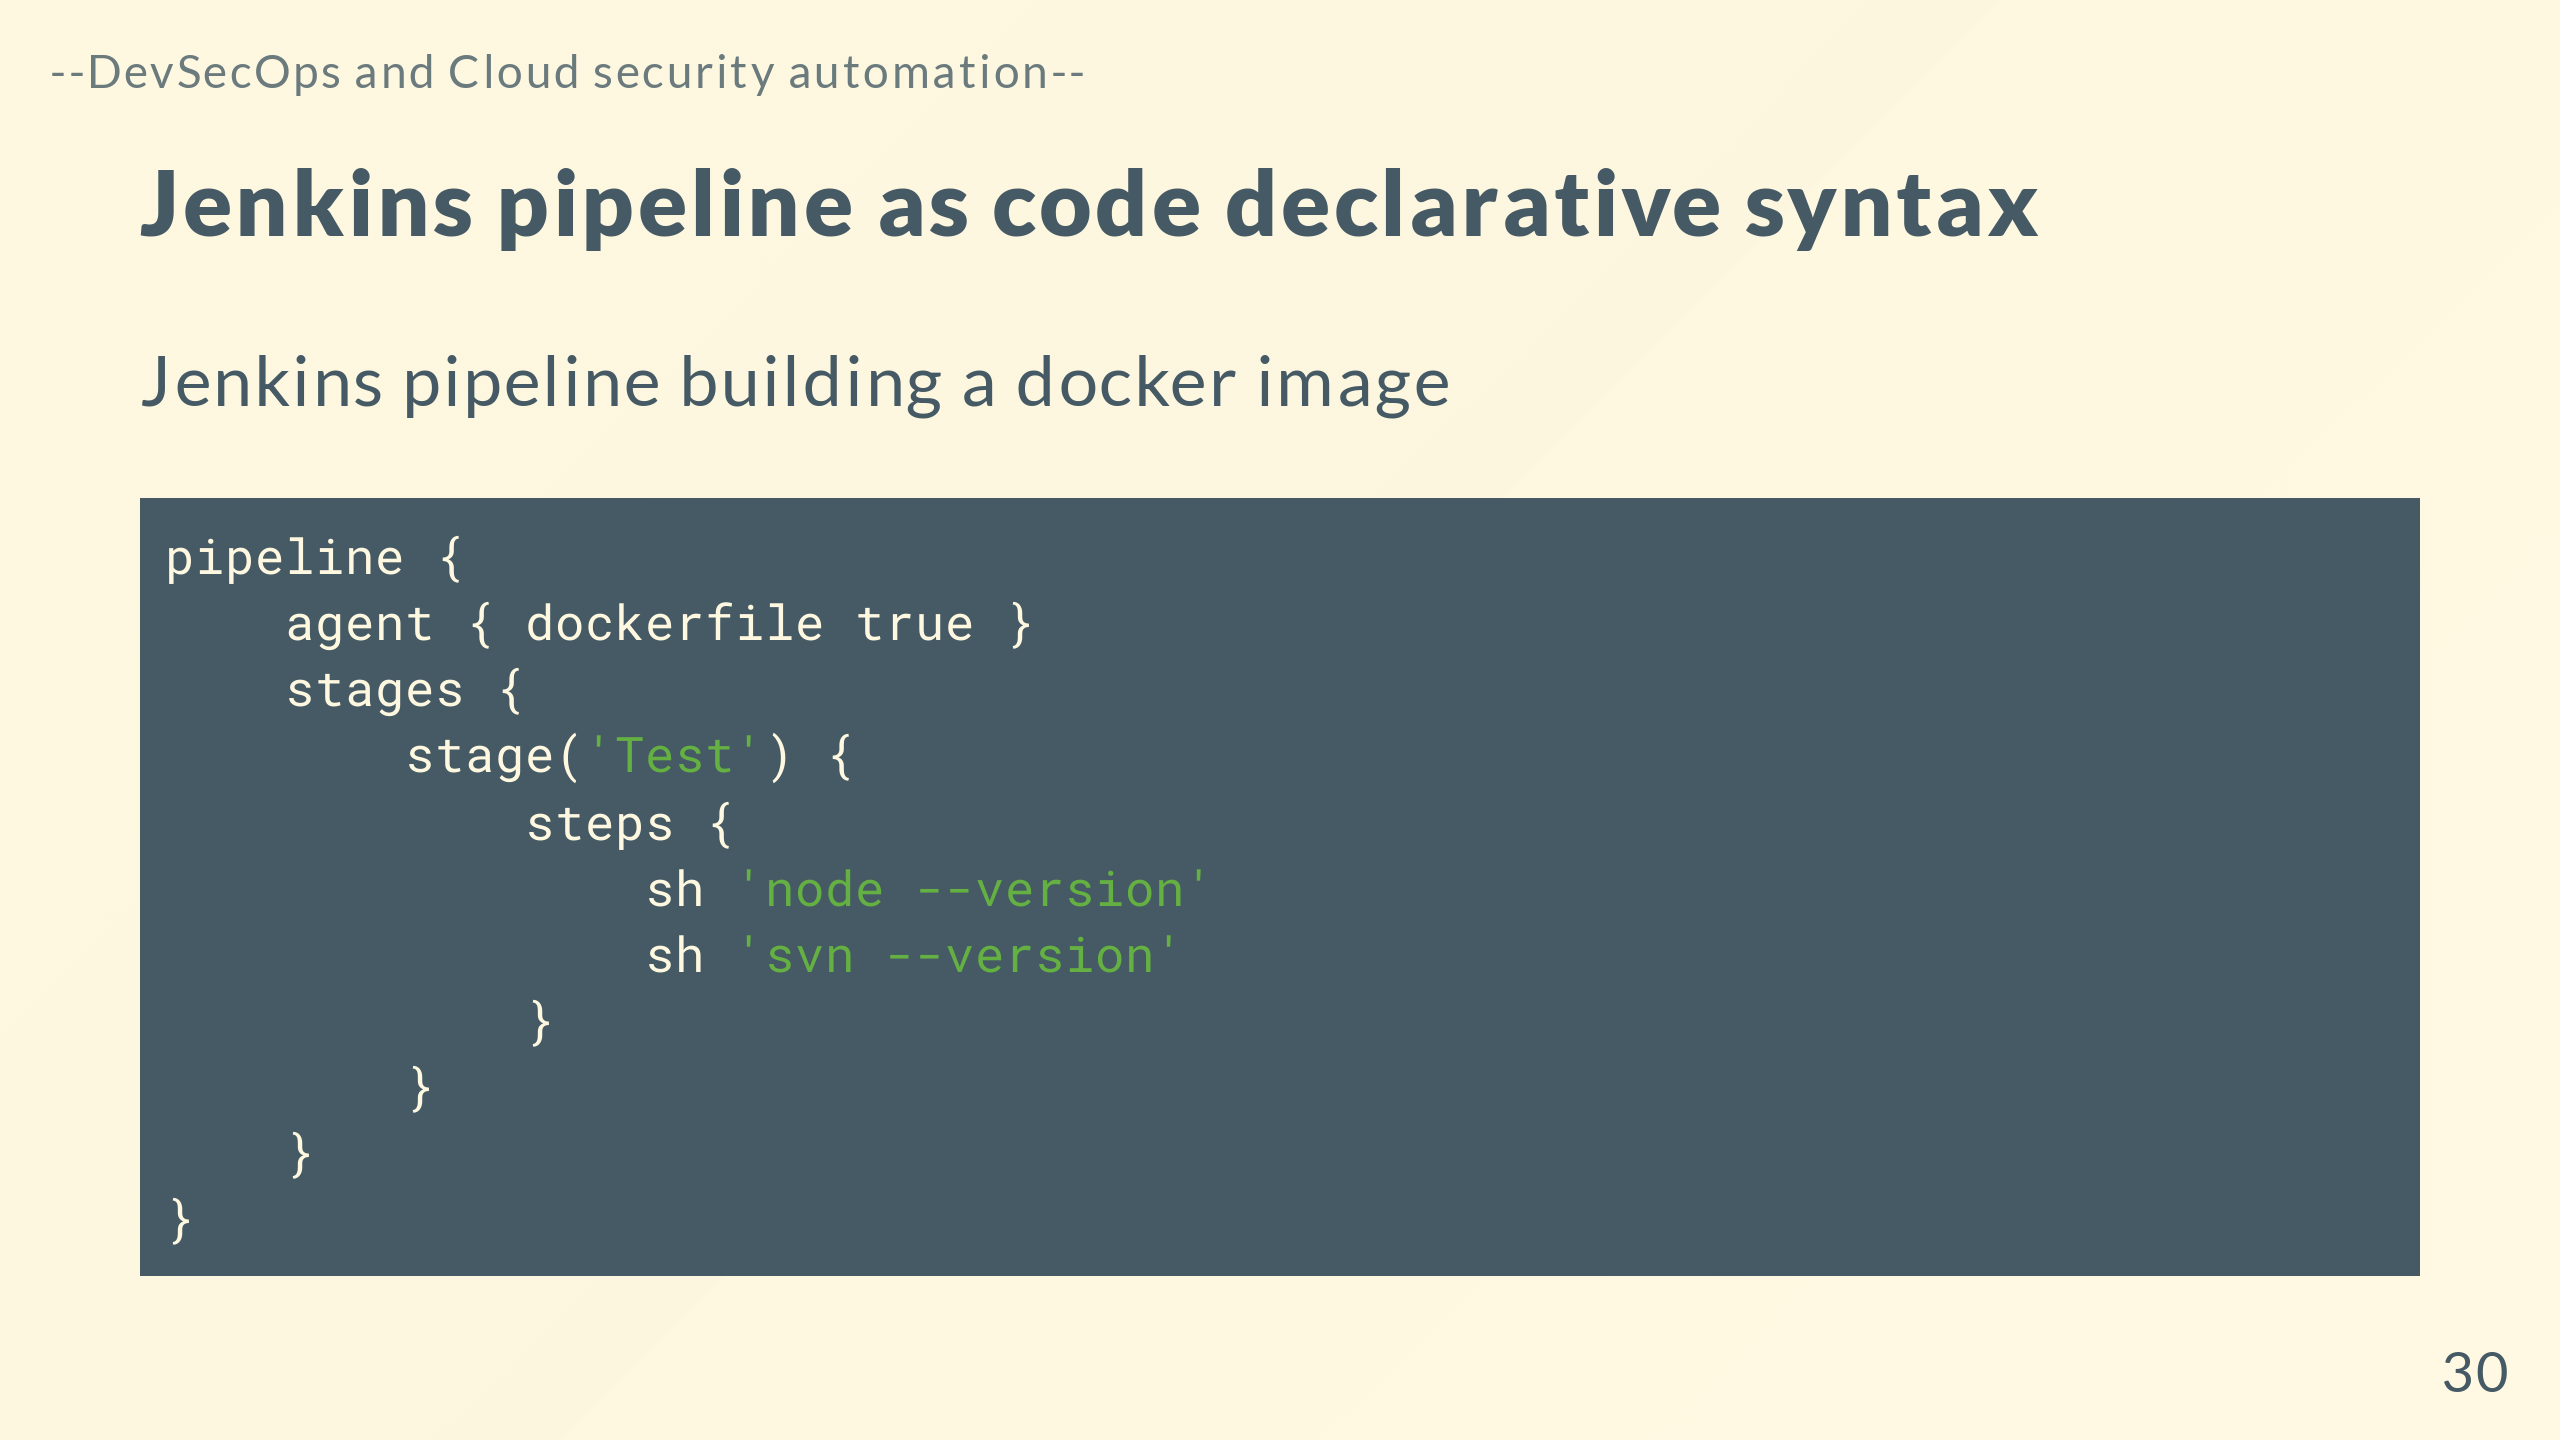 --DevSecOps and Cloud security automation--
Jenkins pipeline as code declarative syntax
Jenkins pipeline building a docker image
pipeline {
    agent { dockerfile true }
    stages {
        stage('Test') {
            steps {
                sh 'node --version'
                sh 'svn --version'
            }
        }
    }
}
30